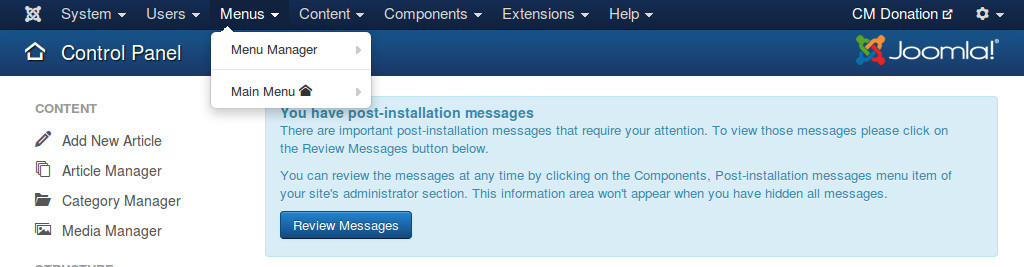 System Users Menus Content Components Extensions Help CM Donation
Control Panel Joomla!®
Menu Manager
Main Menu
CONTENT
Add New Article
Article Manager
Category Manager
Media Manager
You have post-installation messages
There are important post-installation messages that require your attention. To view those messages please click on
the Review Messages button below.
You can review the messages at any time by clicking on the Components, Post-installation messages menu item of
your site's administrator section. This information area won't appear when you have hidden all messages.
Review Messages
STRUCTURE